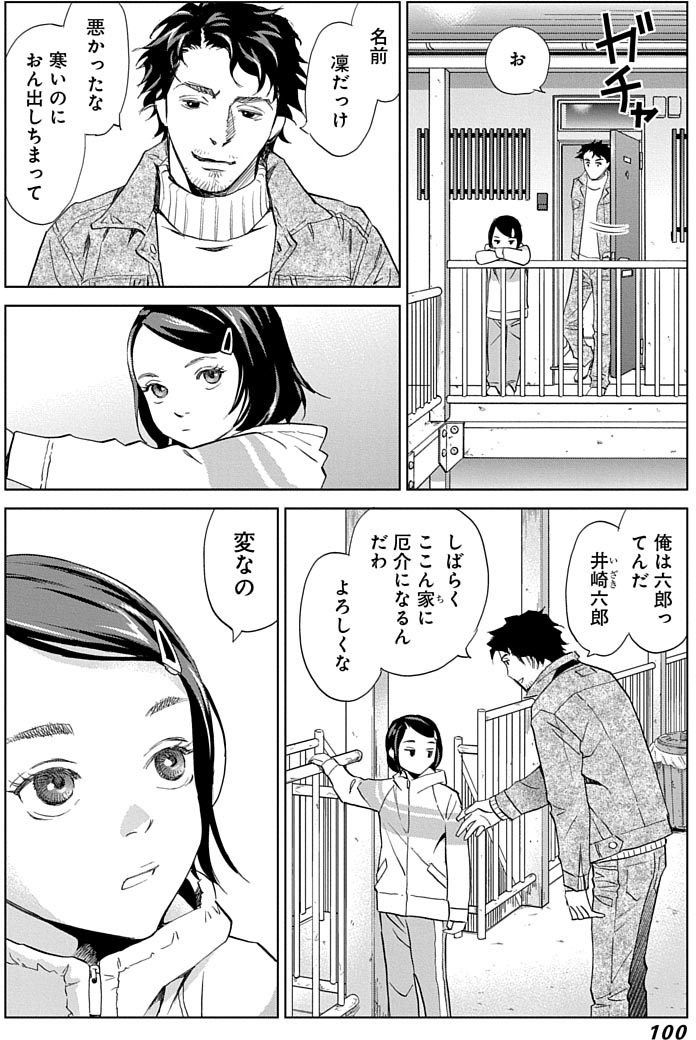 ガチャ
お
名前
凜だっけ
悪かったな
寒いのに
おん出しちまって
俺は六郎っ
てんだ
井崎六郎
いざき
しばらく
ここん家に
ち
厄介になるん
だわ
よろしくな
変なの
100